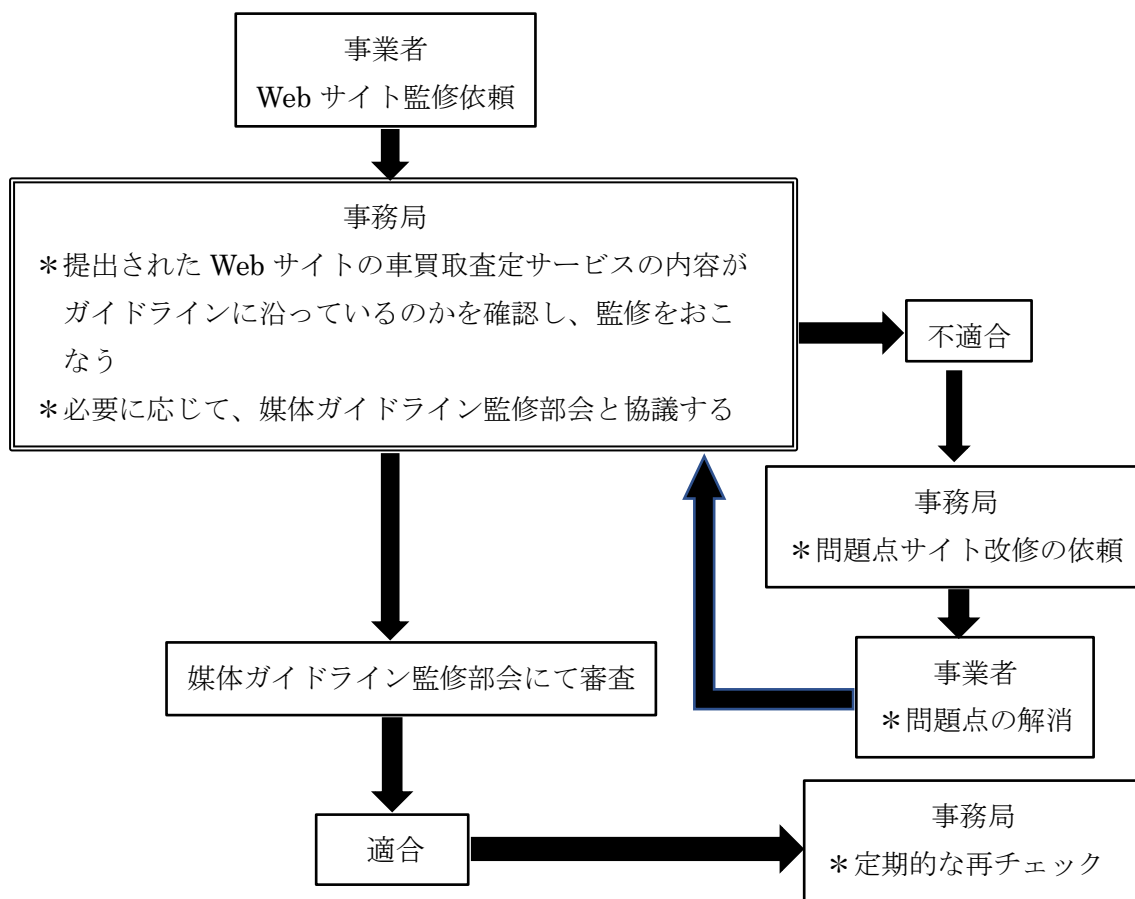 事業者
Web サイト監修依頼
事務局
＊提出された Web サイトの車買取査定サービスの内容が
ガイドラインに沿っているのかを確認し、監修をおこ
なう
＊必要に応じて、媒体ガイドライン監修部会と協議する
不適合
事務局
＊問題点サイト改修の依頼
事業者
＊問題点の解消
媒体ガイドライン監修部会にて審査
適合
事務局
＊定期的な再チェック